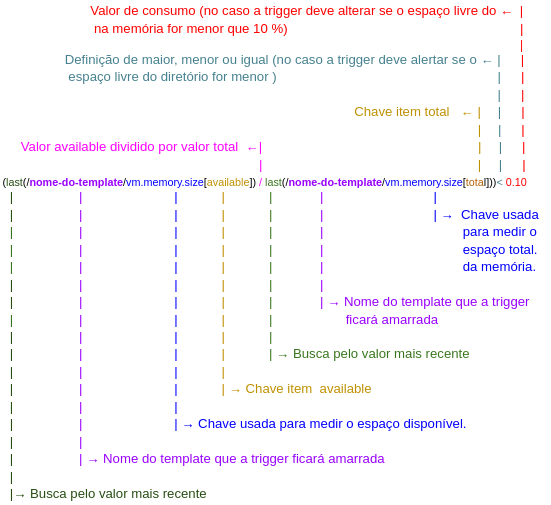 Valor de consumo (no caso a trigger deve alterar se o espaço livre do ← |
na memória for menor que 10 %)
Definição de maior, menor ou igual (no caso a trigger deve alertar se o ← |
espaço livre do diretório for menor )
Chave item total ← |
Valor available dividido por valor total ←|
(last(/nome-do-template/vm.memory.size[available]) / last(/nome-do-template/vm.memory.size[total]))< 0.10
| → Chave usada
para medir o
espaço total.
da memória.
| → Nome do template que a trigger
ficará amarrada
| → Busca pelo valor mais recente
| → Chave item available
| → Chave usada para medir o espaço disponível.
| → Nome do template que a trigger ficará amarrada
|→ Busca pelo valor mais recente